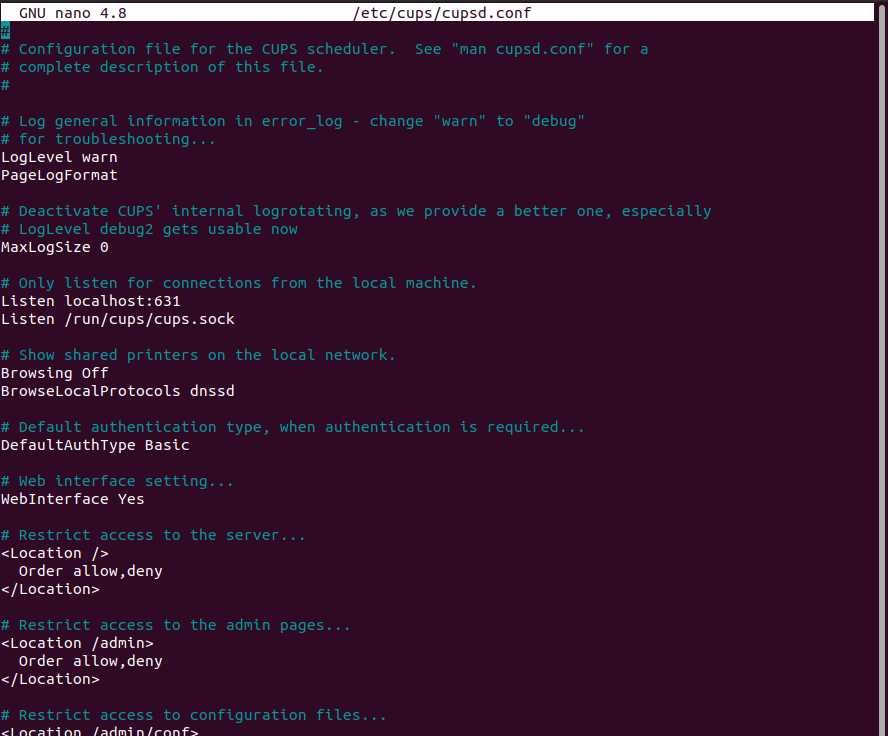 GNU nano 4.8 /etc/cups/cupsd.conf
#
# Configuration file for the CUPS scheduler.  See "man cupsd.conf" for a
# complete description of this file.
#
# Log general information in error_log - change "warn" to "debug"
# for troubleshooting...
LogLevel warn
PageLogFormat
# Deactivate CUPS' internal logrotating, as we provide a better one, especially
# LogLevel debug2 gets usable now
MaxLogSize 0
# Only listen for connections from the local machine.
Listen localhost:631
Listen /run/cups/cups.sock
# Show shared printers on the local network.
Browsing Off
BrowseLocalProtocols dnssd
# Default authentication type, when authentication is required...
DefaultAuthType Basic
# Web interface setting...
WebInterface Yes
# Restrict access to the server...
<Location />
  Order allow,deny
</Location>
# Restrict access to the admin pages...
<Location /admin>
  Order allow,deny
</Location>
# Restrict access to configuration files...
<Location /admin/conf>